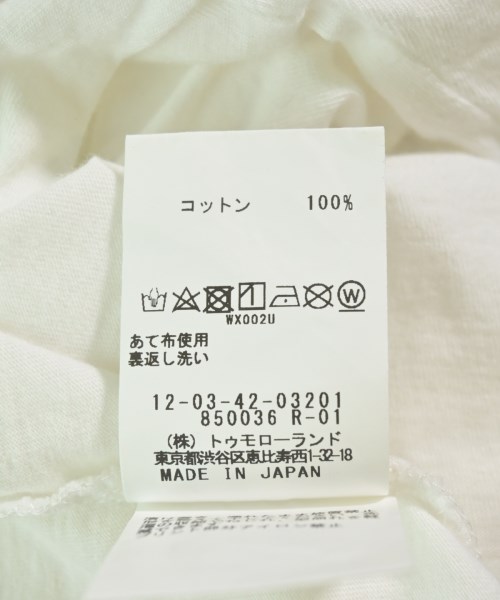 コットン 100%
W
WX002U
あて布使用
裏返し洗い
12-03-42-03201
850036 R-01
(株) トゥモローランド
東京都渋谷区恵比寿西1-32-18
MADE IN JAPAN